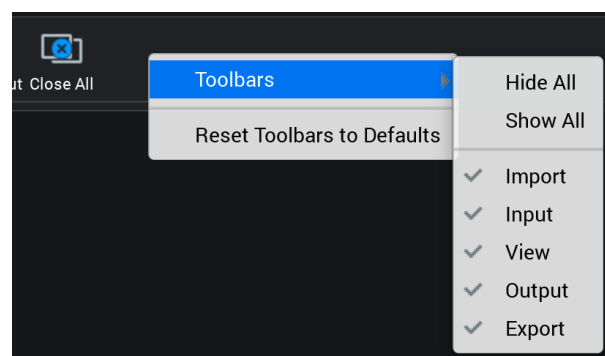 ut Close All
Toolbars
Reset Toolbars to Defaults
Hide All
Show All
Import
Input
View
Output
Export